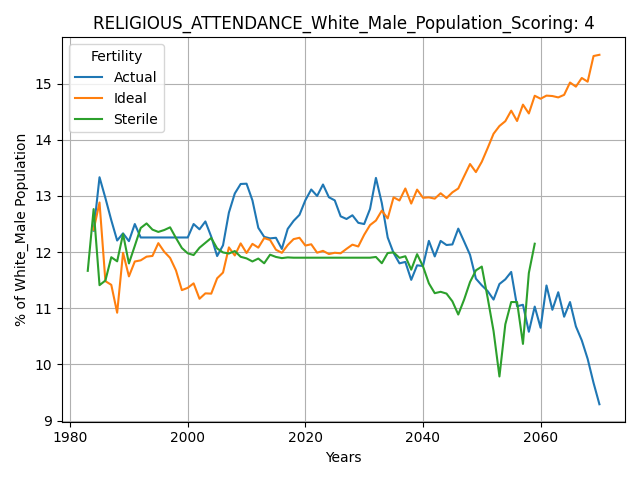 RELIGIOUS_ATTENDANCE_White_Male_Population_Scoring: 4
Fertility
Actual
Ideal
Sterile
% of White_Male Population
15
14
13
12
11
10
9
1980
2000
2020
2040
2060
Years